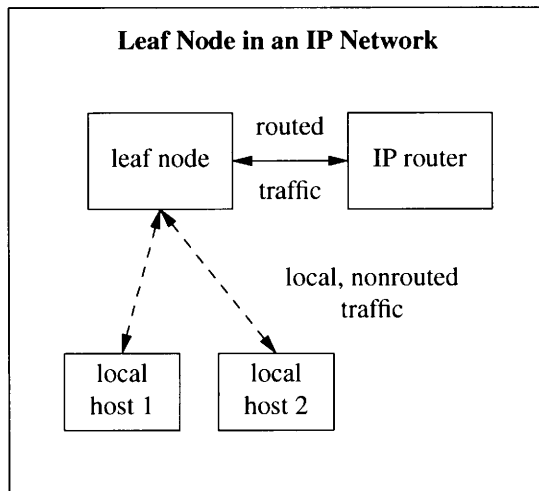 Leaf Node in an IP Network
leaf node
routed
traffic
IP router
local, nonrouted
traffic
local
host 1
local
host 2